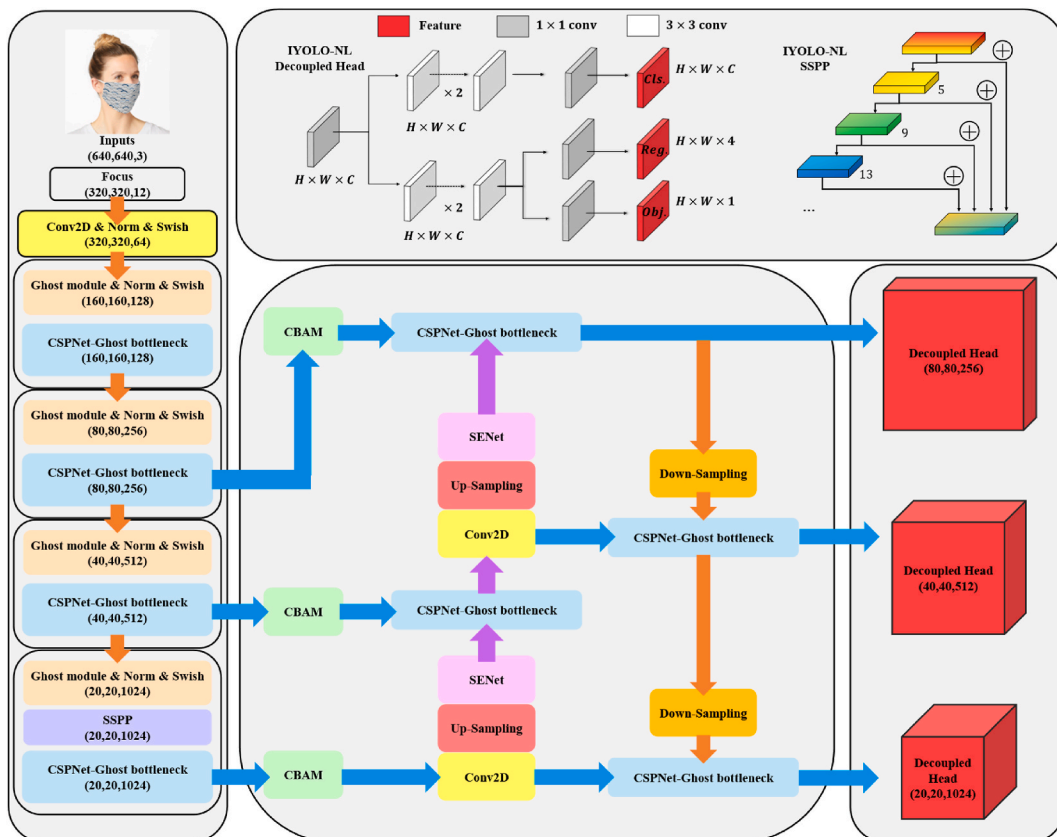 Inputs
(640,640,3)
Focus
(320,320,12)
Conv2D & Norm & Swish
(320,320,64)
Ghost module & Norm & Swish
(160,160,128)
CSPNet-Ghost bottleneck
(160,160,128)
Ghost module & Norm & Swish
(80,80,256)
CSPNet-Ghost bottleneck
(80,80,256)
Ghost module & Norm & Swish
(40,40,512)
CSPNet-Ghost bottleneck
(40,40,512)
Ghost module & Norm & Swish
(20,20,1024)
SSPP
(20,20,1024)
CSPNet-Ghost bottleneck
(20,20,1024)
Feature
1 × 1 conv
3 × 3 conv
IYOLO-NL
Decoupled Head
H × W × C
× 2
H × W × C
Cls.
H × W × C
× 2
H × W × C
Reg.
H × W × 4
Obj.
H × W × 1
IYOLO-NL
SSPP
5
9
13
...
CBAM
CSPNet-Ghost bottleneck
SENet
Up-Sampling
Conv2D
Down-Sampling
CSPNet-Ghost bottleneck
CBAM
CSPNet-Ghost bottleneck
SENet
Up-Sampling
Down-Sampling
CBAM
Conv2D
CSPNet-Ghost bottleneck
Decoupled Head
(80,80,256)
Decoupled Head
(40,40,512)
Decoupled
Head
(20,20,1024)